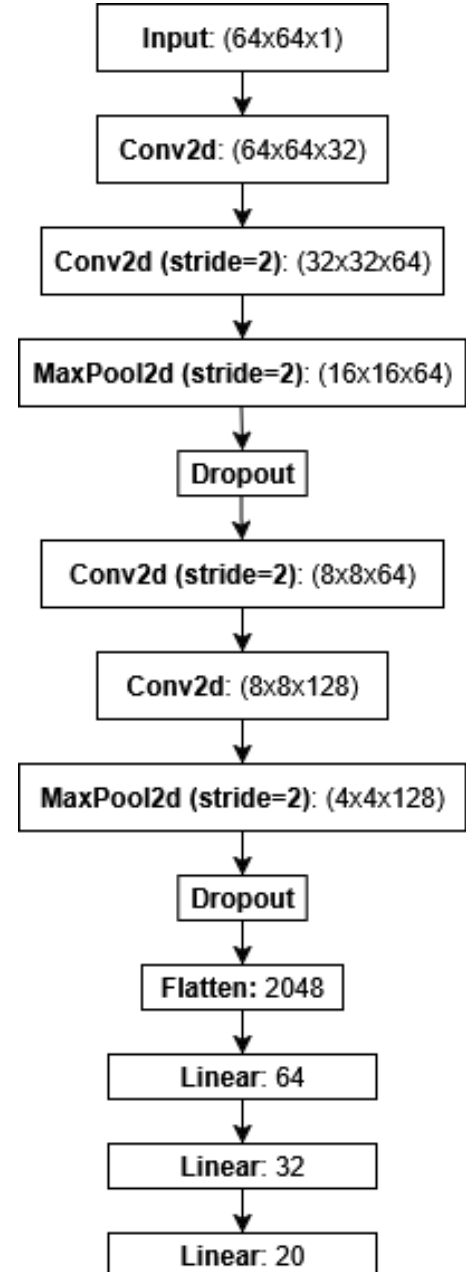 Input: (64x64x1)
Conv2d: (64x64x32)
Conv2d (stride=2): (32x32x64)
MaxPool2d (stride=2): (16x16x64)
Dropout
Conv2d (stride=2): (8x8x64)
Conv2d: (8x8x128)
MaxPool2d (stride=2): (4x4x128)
Dropout
Flatten: 2048
Linear: 64
Linear: 32
Linear: 20